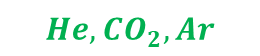 He, CO₂, Ar